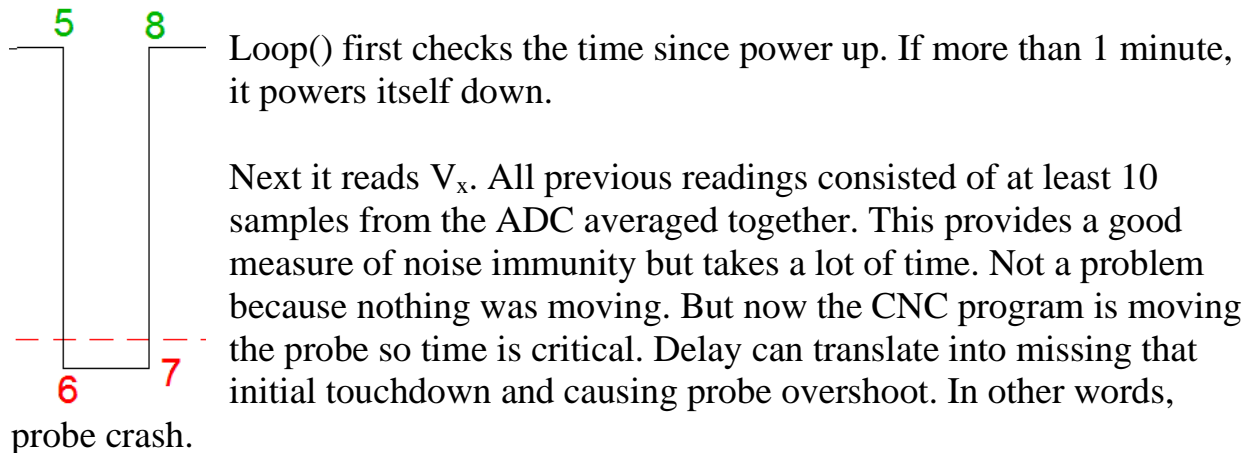 5 8
Loop() first checks the time since power up. If more than 1 minute,
it powers itself down.
Next it reads Vx. All previous readings consisted of at least 10
samples from the ADC averaged together. This provides a good
measure of noise immunity but takes a lot of time. Not a problem
because nothing was moving. But now the CNC program is moving
the probe so time is critical. Delay can translate into missing that
initial touchdown and causing probe overshoot. In other words,
6 7
probe crash.